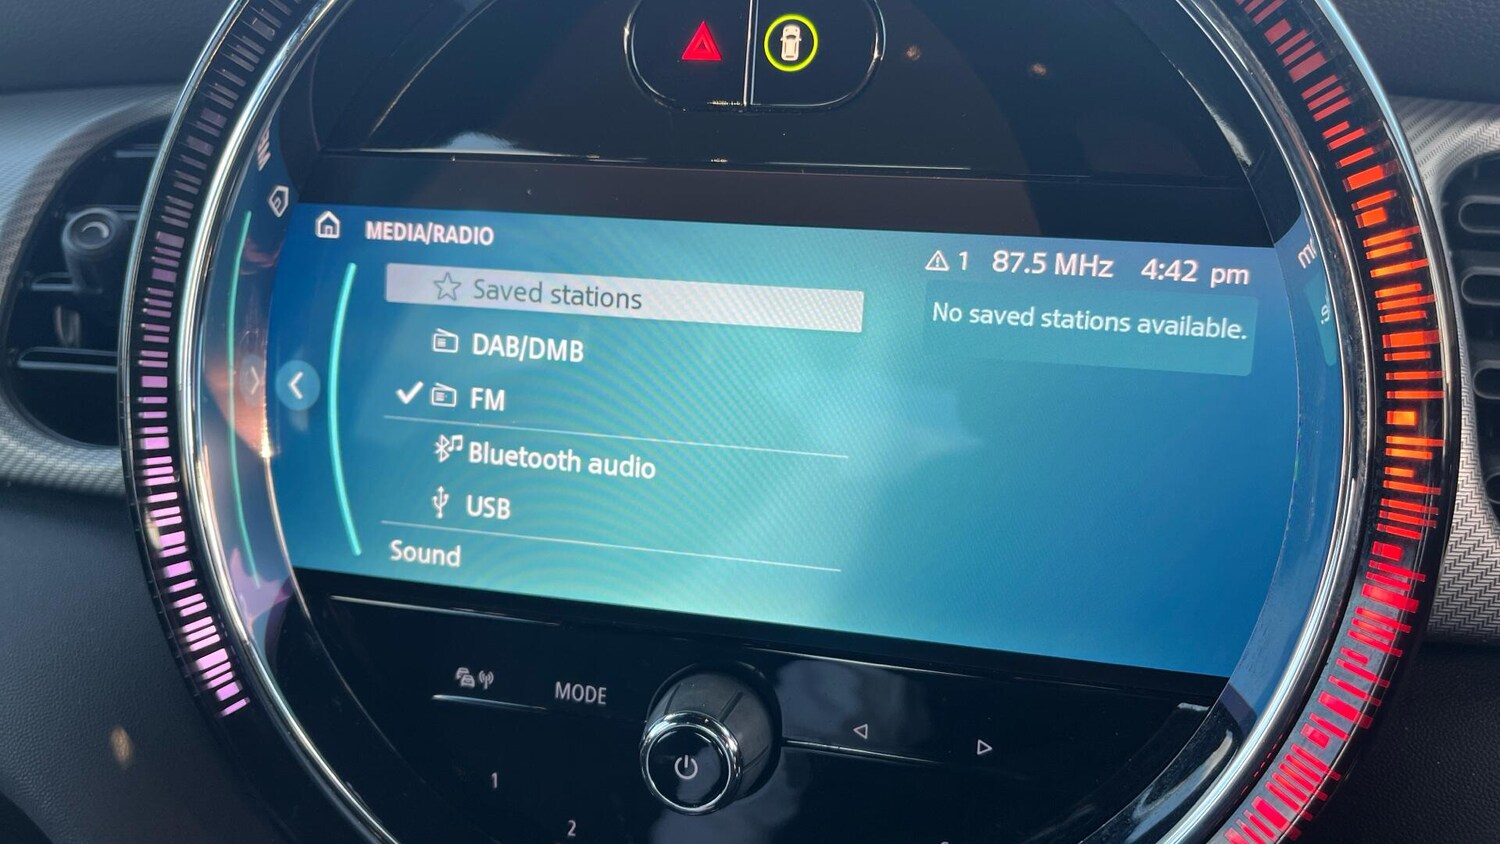 MEDIA/RADIO
1 87.5 MHz 4:42 pm
Saved stations
No saved stations available.
DAB/DMB
FM
Bluetooth audio
USB
Sound
MODE
1
2